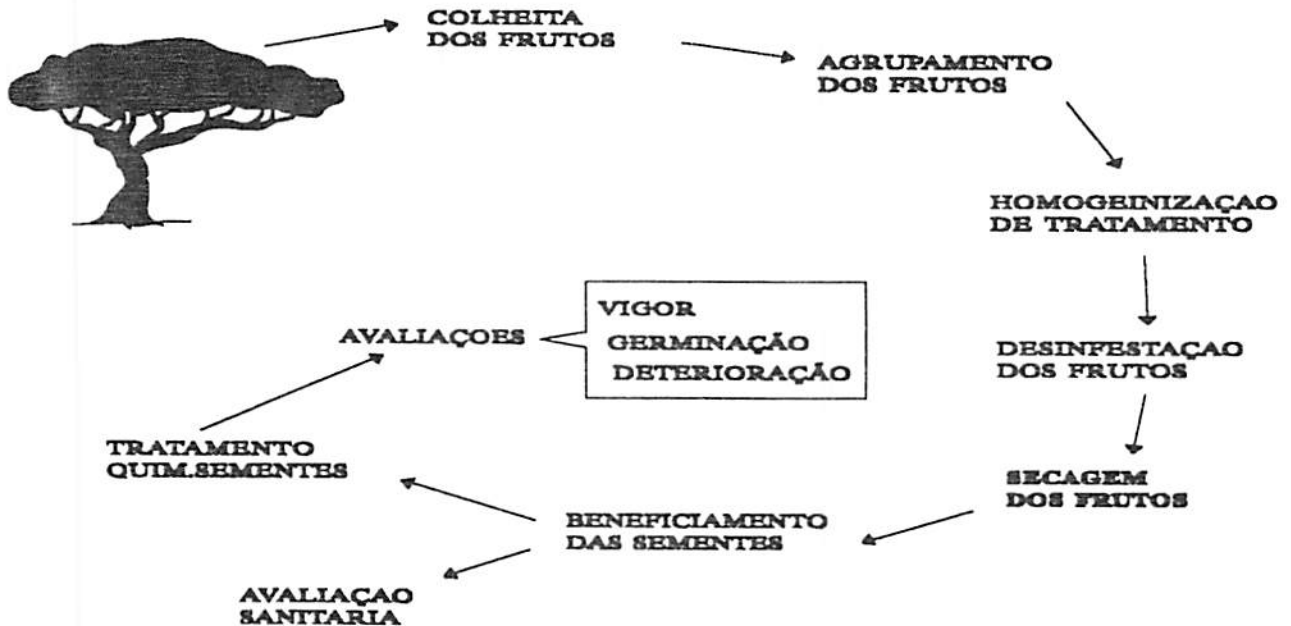 COLHEITA
DOS FRUTOS
AGRUPAMENTO
DOS FRUTOS
HOMOGEINIZAÇAO
DE TRATAMENTO
DESINFESTAÇAO
DOS FRUTOS
SECAGEM
DOS FRUTOS
BENEFICIAMENTO
DAS SEMENTES
AVALIAÇAO
SANITARIA
TRATAMENTO
QUIM.SEMENTES
AVALIAÇOES
VIGOR
GERMINAÇÃO
DETERIORAÇÃO